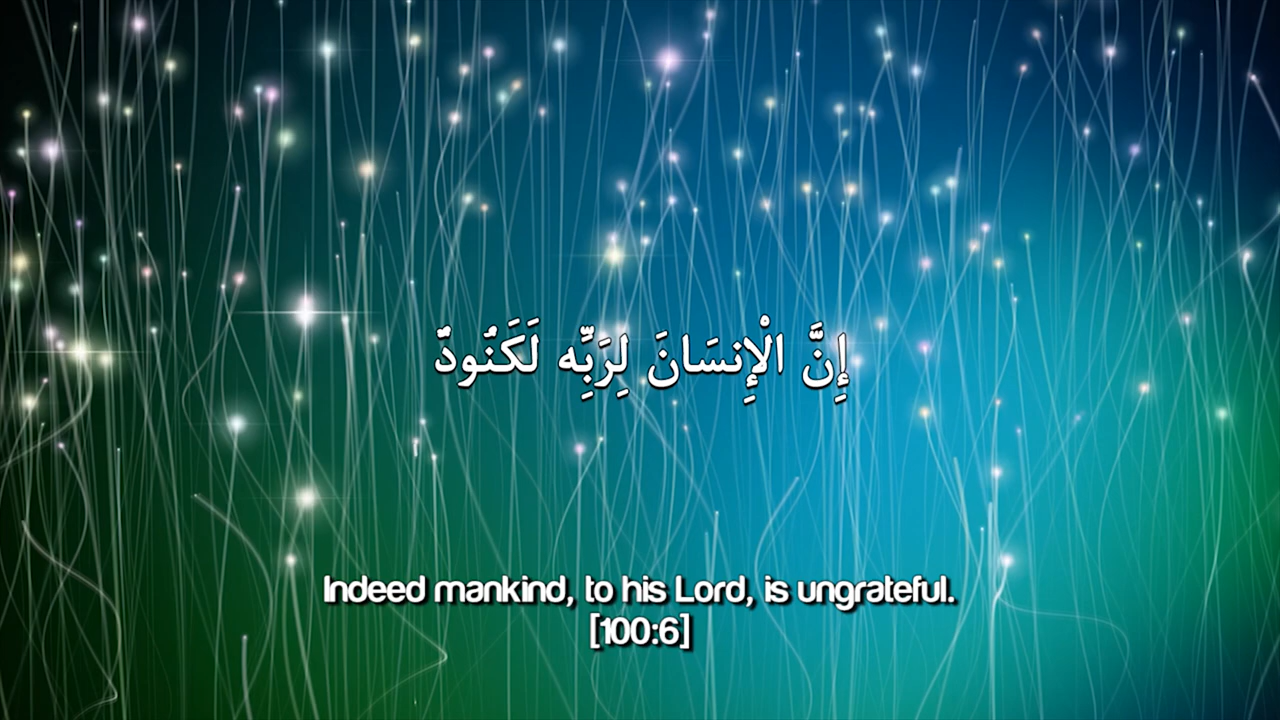 إِنَّ الْإِنسَانَ لِرَبِّه لَكَنُودٌ
Indeed mankind, to his Lord, is ungrateful.
[100:6]